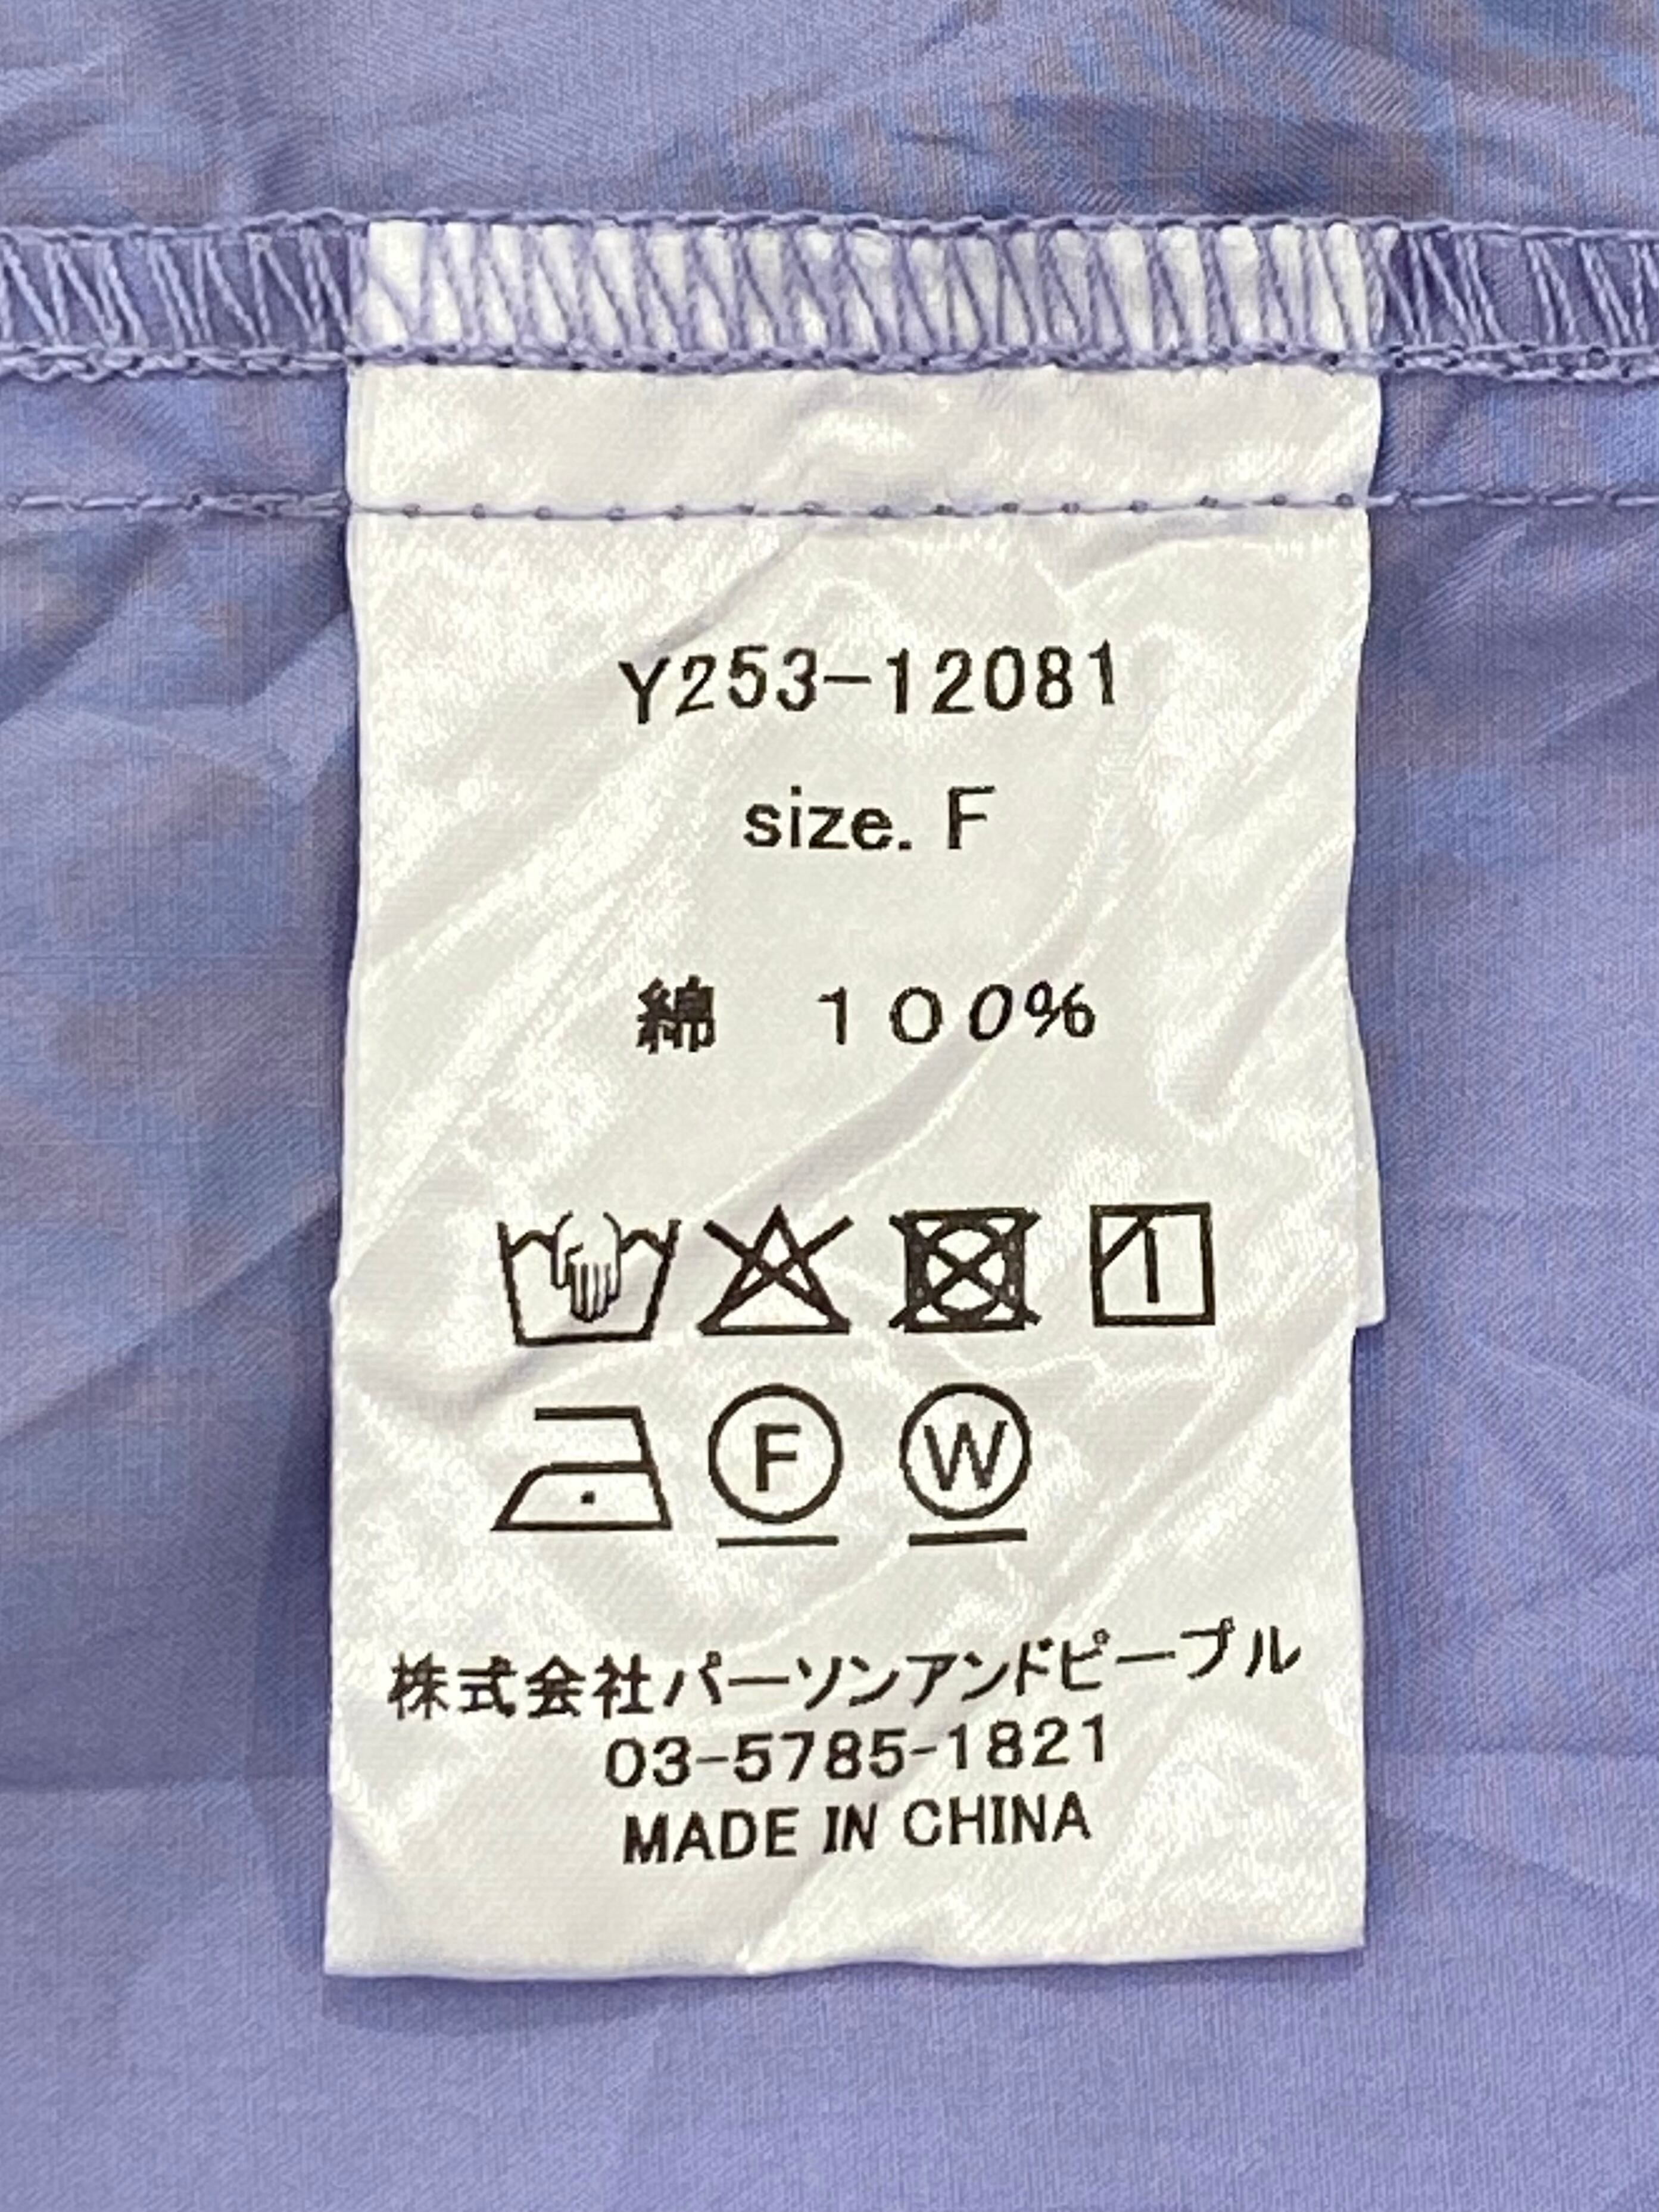 Y253-12081
size. F
綿　１００%
F W
株式会社パーソンアンドピープル
03-5785-1821
MADE IN CHINA